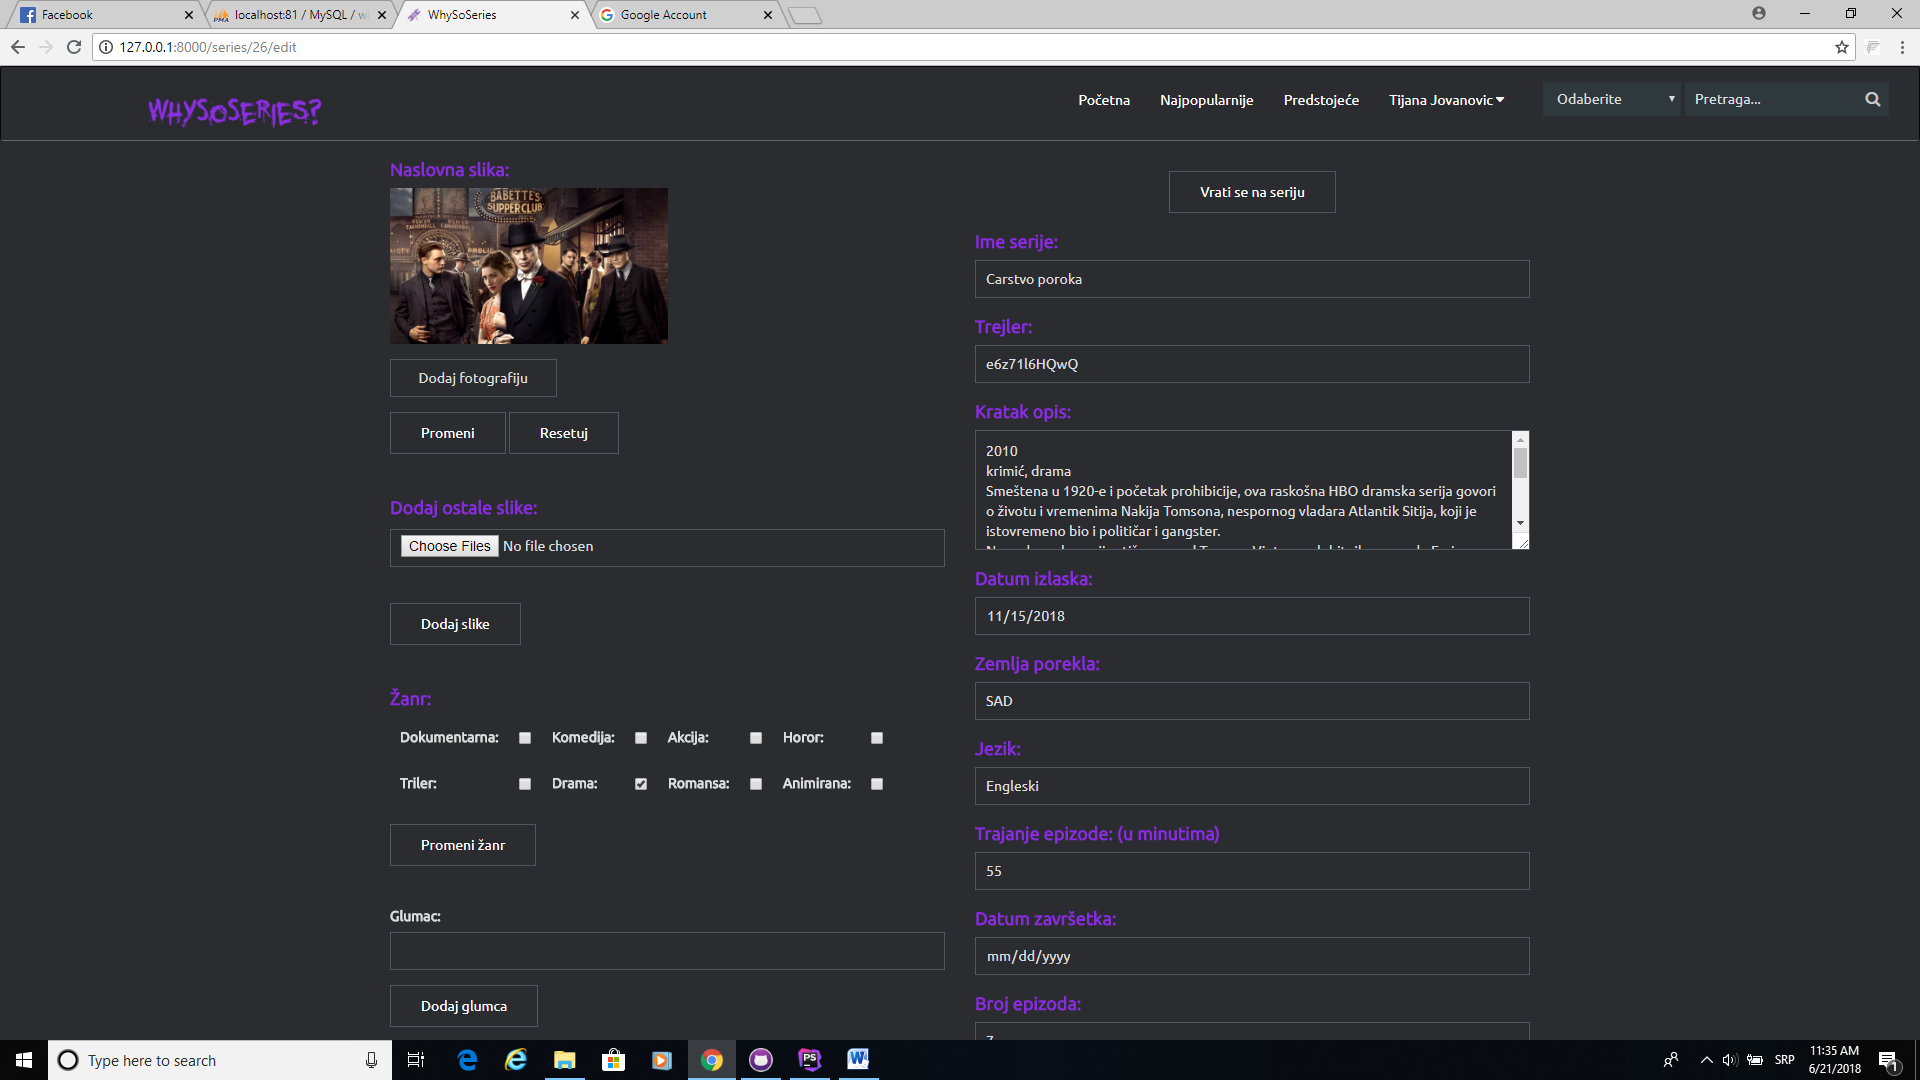 Facebook
localhost:81 / MySQL / w
WhySoSeries
Google Account
127.0.0.1:8000/series/26/edit
WHYSOSERIES?
Početna
Najpopularnije
Predstojeće
Tijana Jovanovic
Odaberite
Pretraga...
Naslovna slika:
BABETTE'S
SUPPERCLUB
Dodaj fotografiju
Promeni
Resetuj
Dodaj ostale slike:
Choose Files No file chosen
Dodaj slike
Žanr:
Dokumentarna:
Komedija:
Akcija:
Horor:
Triler:
Drama:
Romansa:
Animirana:
Promeni žanr
Glumac:
Dodaj glumca
Vrati se na seriju
Ime serije:
Carstvo poroka
Trejler:
e6z71l6HQwQ
Kratak opis:
2010
krimić, drama
Smeštena u 1920-e i početak prohibicije, ova raskošna HBO dramska serija govori
o životu i vremenima Nakija Tomsona, nespornog vladara Atlantik Sitija, koji je
istovremeno bio i političar i gangster.
Datum izlaska:
11/15/2018
Zemlja porekla:
SAD
Jezik:
Engleski
Trajanje epizode: (u minutima)
55
Datum završetka:
mm/dd/yyyy
Broj epizoda:
Type here to search
SRP
11:35 AM
6/21/2018
1